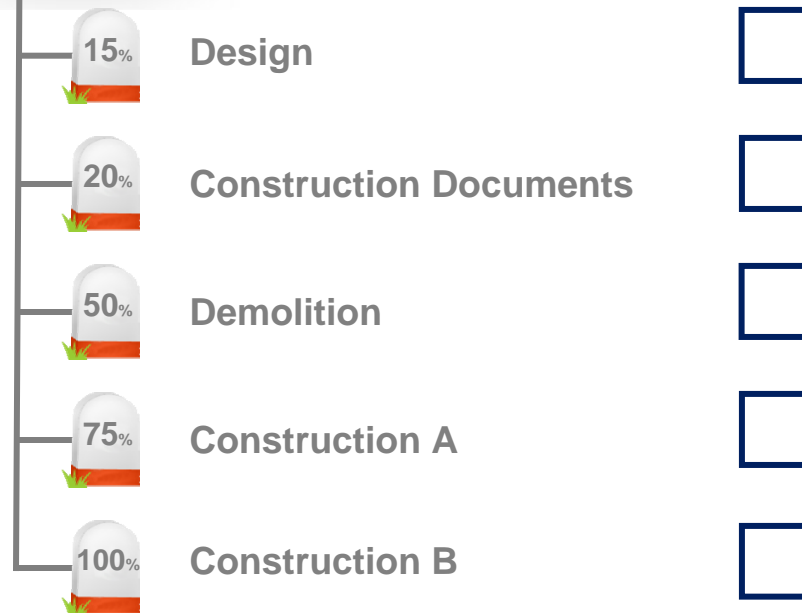 15% Design
20% Construction Documents
50% Demolition
75% Construction A
100% Construction B